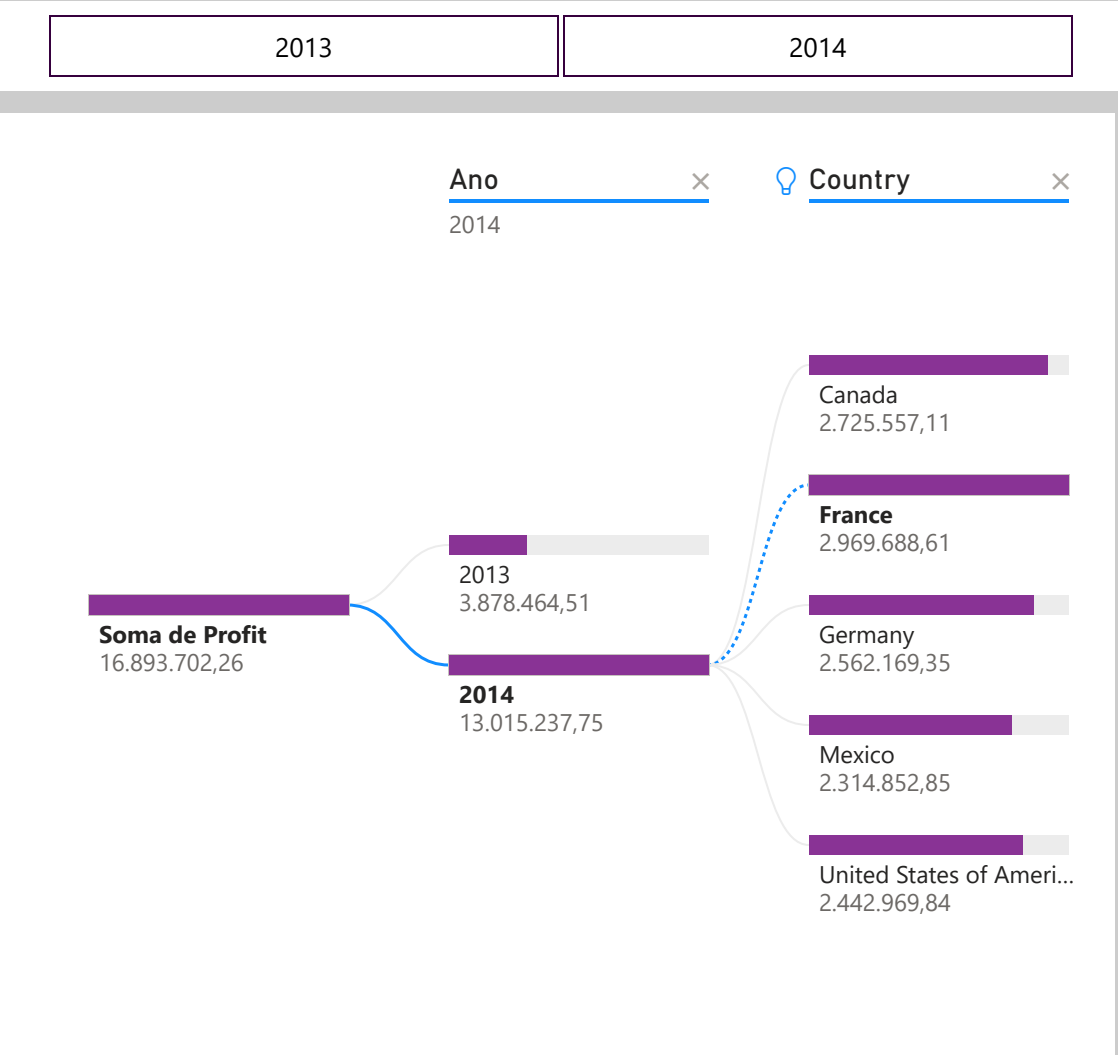 2013
2014
Ano
Country
2014
Canada
2.725.557,11
France
2.969.688,61
2013
3.878.464,51
Soma de Profit
16.893.702,26
Germany
2.562.169,35
2014
13.015.237,75
Mexico
2.314.852,85
United States of Ameri...
2.442.969,84